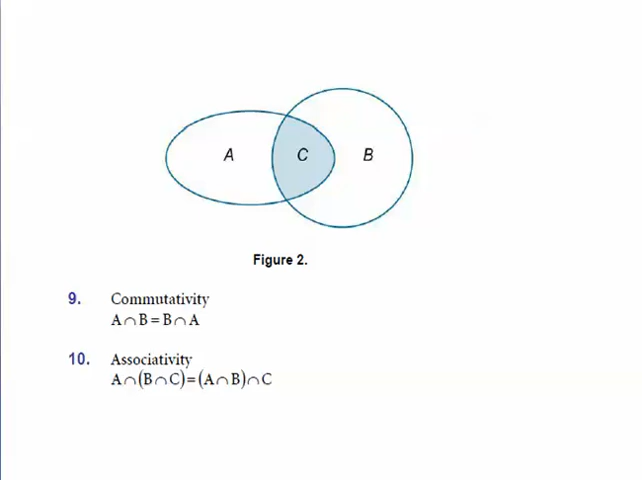 A C B
Figure 2.
9. Commutativity
A∩B=B∩A
10. Associativity
A∩(B∩C)=(A∩B)∩C